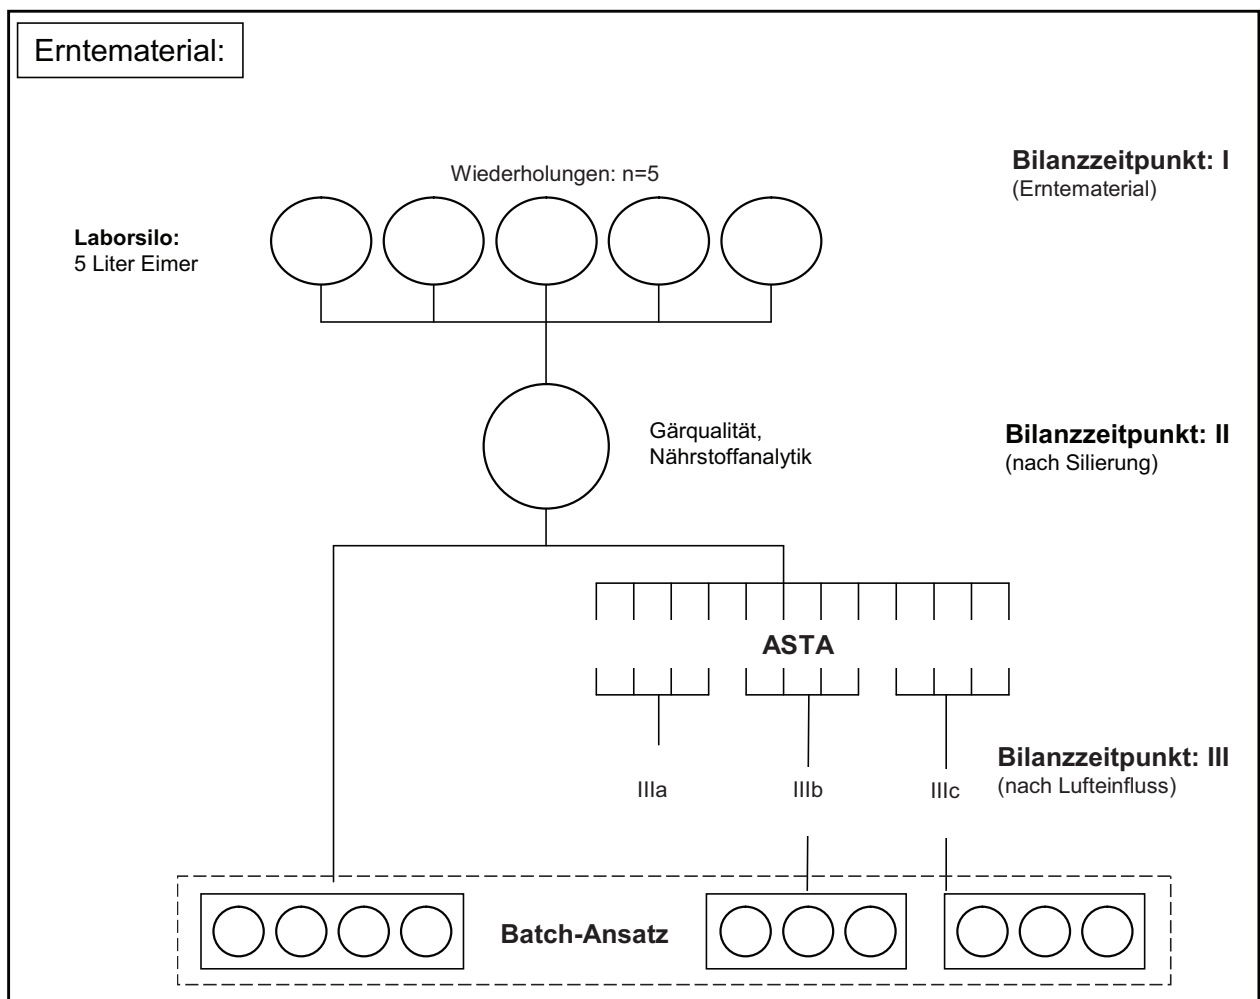 Erntematerial:
Wiederholungen: n=5
Bilanzzeitpunkt: I
(Erntematerial)
Laborsilo:
5 Liter Eimer
Gärqualität,
Nährstoffanalytik
Bilanzzeitpunkt: II
(nach Silierung)
ASTA
Bilanzzeitpunkt: III
(nach Lufteinfluss)
IIIa
IIIb
IIIc
Batch-Ansatz